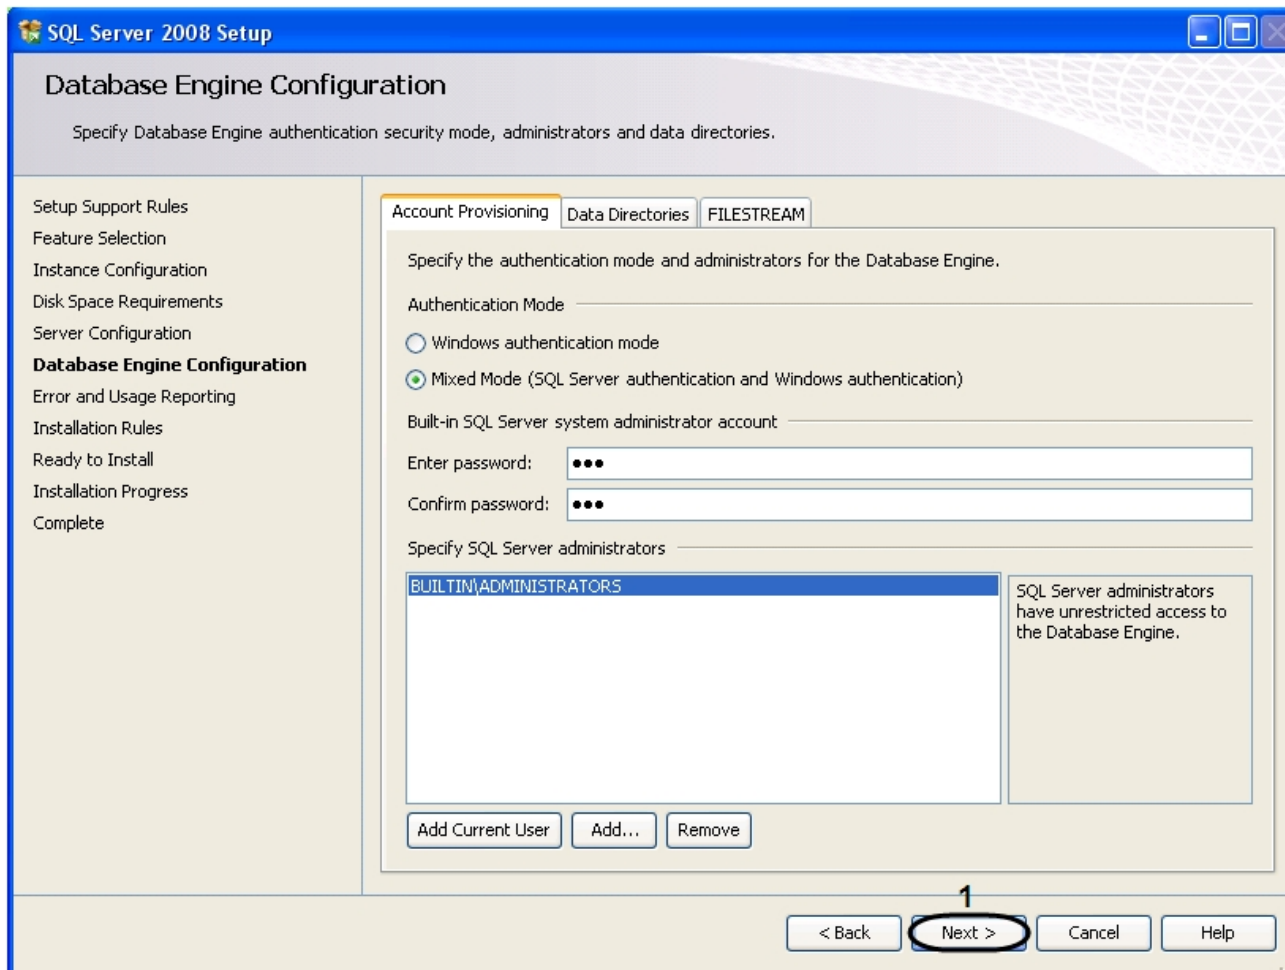 SQL Server 2008 Setup
Database Engine Configuration
Specify Database Engine authentication security mode, administrators and data directories.
Setup Support Rules
Feature Selection
Instance Configuration
Disk Space Requirements
Server Configuration
Database Engine Configuration
Error and Usage Reporting
Installation Rules
Ready to Install
Installation Progress
Complete
Account Provisioning
Data Directories
FILESTREAM
Specify the authentication mode and administrators for the Database Engine.
Authentication Mode
Windows authentication mode
Mixed Mode (SQL Server authentication and Windows authentication)
Built-in SQL Server system administrator account
Enter password: ●●●
Confirm password: ●●●
Specify SQL Server administrators
BUILTIN\ADMINISTRATORS
SQL Server administrators
have unrestricted access to
the Database Engine.
Add Current User
Add...
Remove
1
< Back
Next >
Cancel
Help